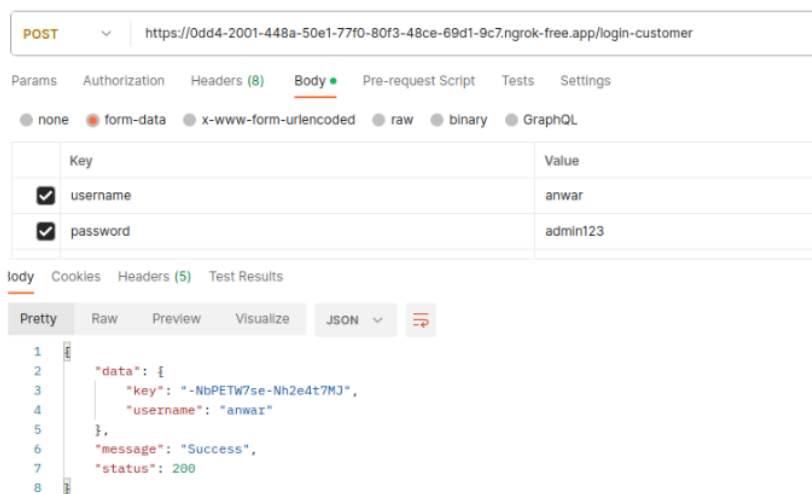 POST https://0dd4-2001-448a-50e1-77f0-80f3-48ce-69d1-9c7.ngrok-free.app/login-customer
Params Authorization Headers (8) Body Pre-request Script Tests Settings
none form-data x-www-form-urlencoded raw binary GraphQL
Key Value
username anwar
password admin123
Body Cookies Headers (5) Test Results
Pretty Raw Preview Visualize JSON
1 {
2 "data": {
3 "key": "-NbPETW7se-Nh2e4t7MJ",
4 "username": "anwar"
5 },
6 "message": "Success",
7 "status": 200
8 }